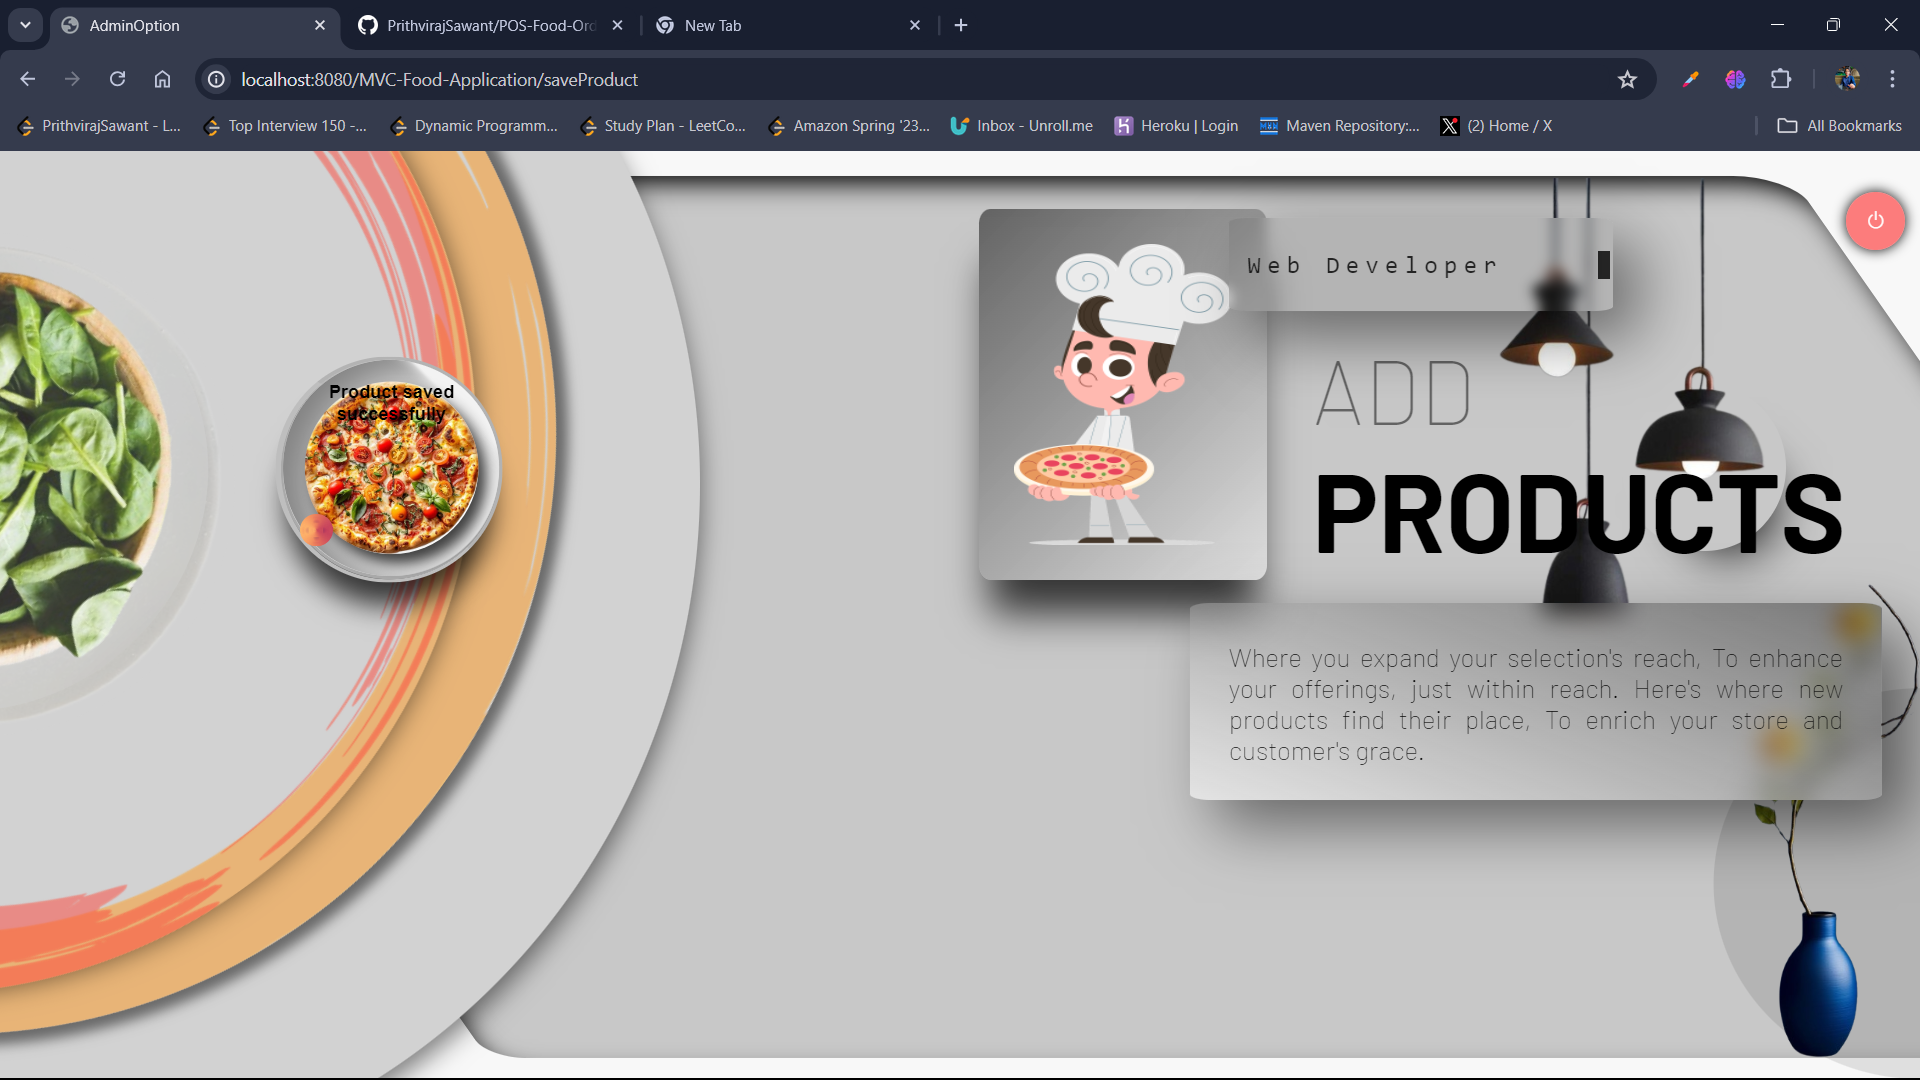 AdminOption
PrithvirajSawant/POS-Food-Ord
New Tab
localhost:8080/MVC-Food-Application/saveProduct
PrithvirajSawant - L...
Top Interview 150 -...
Dynamic Programm...
Study Plan - LeetCo...
Amazon Spring '23...
Inbox - Unroll.me
Heroku | Login
Maven Repository:...
(2) Home / X
All Bookmarks
Web Developer
ADD
PRODUCTS
Product saved
successfully
Where you expand your selection's reach, To enhance
your offerings, just within reach. Here's where new
products find their place, To enrich your store and
customer's grace.